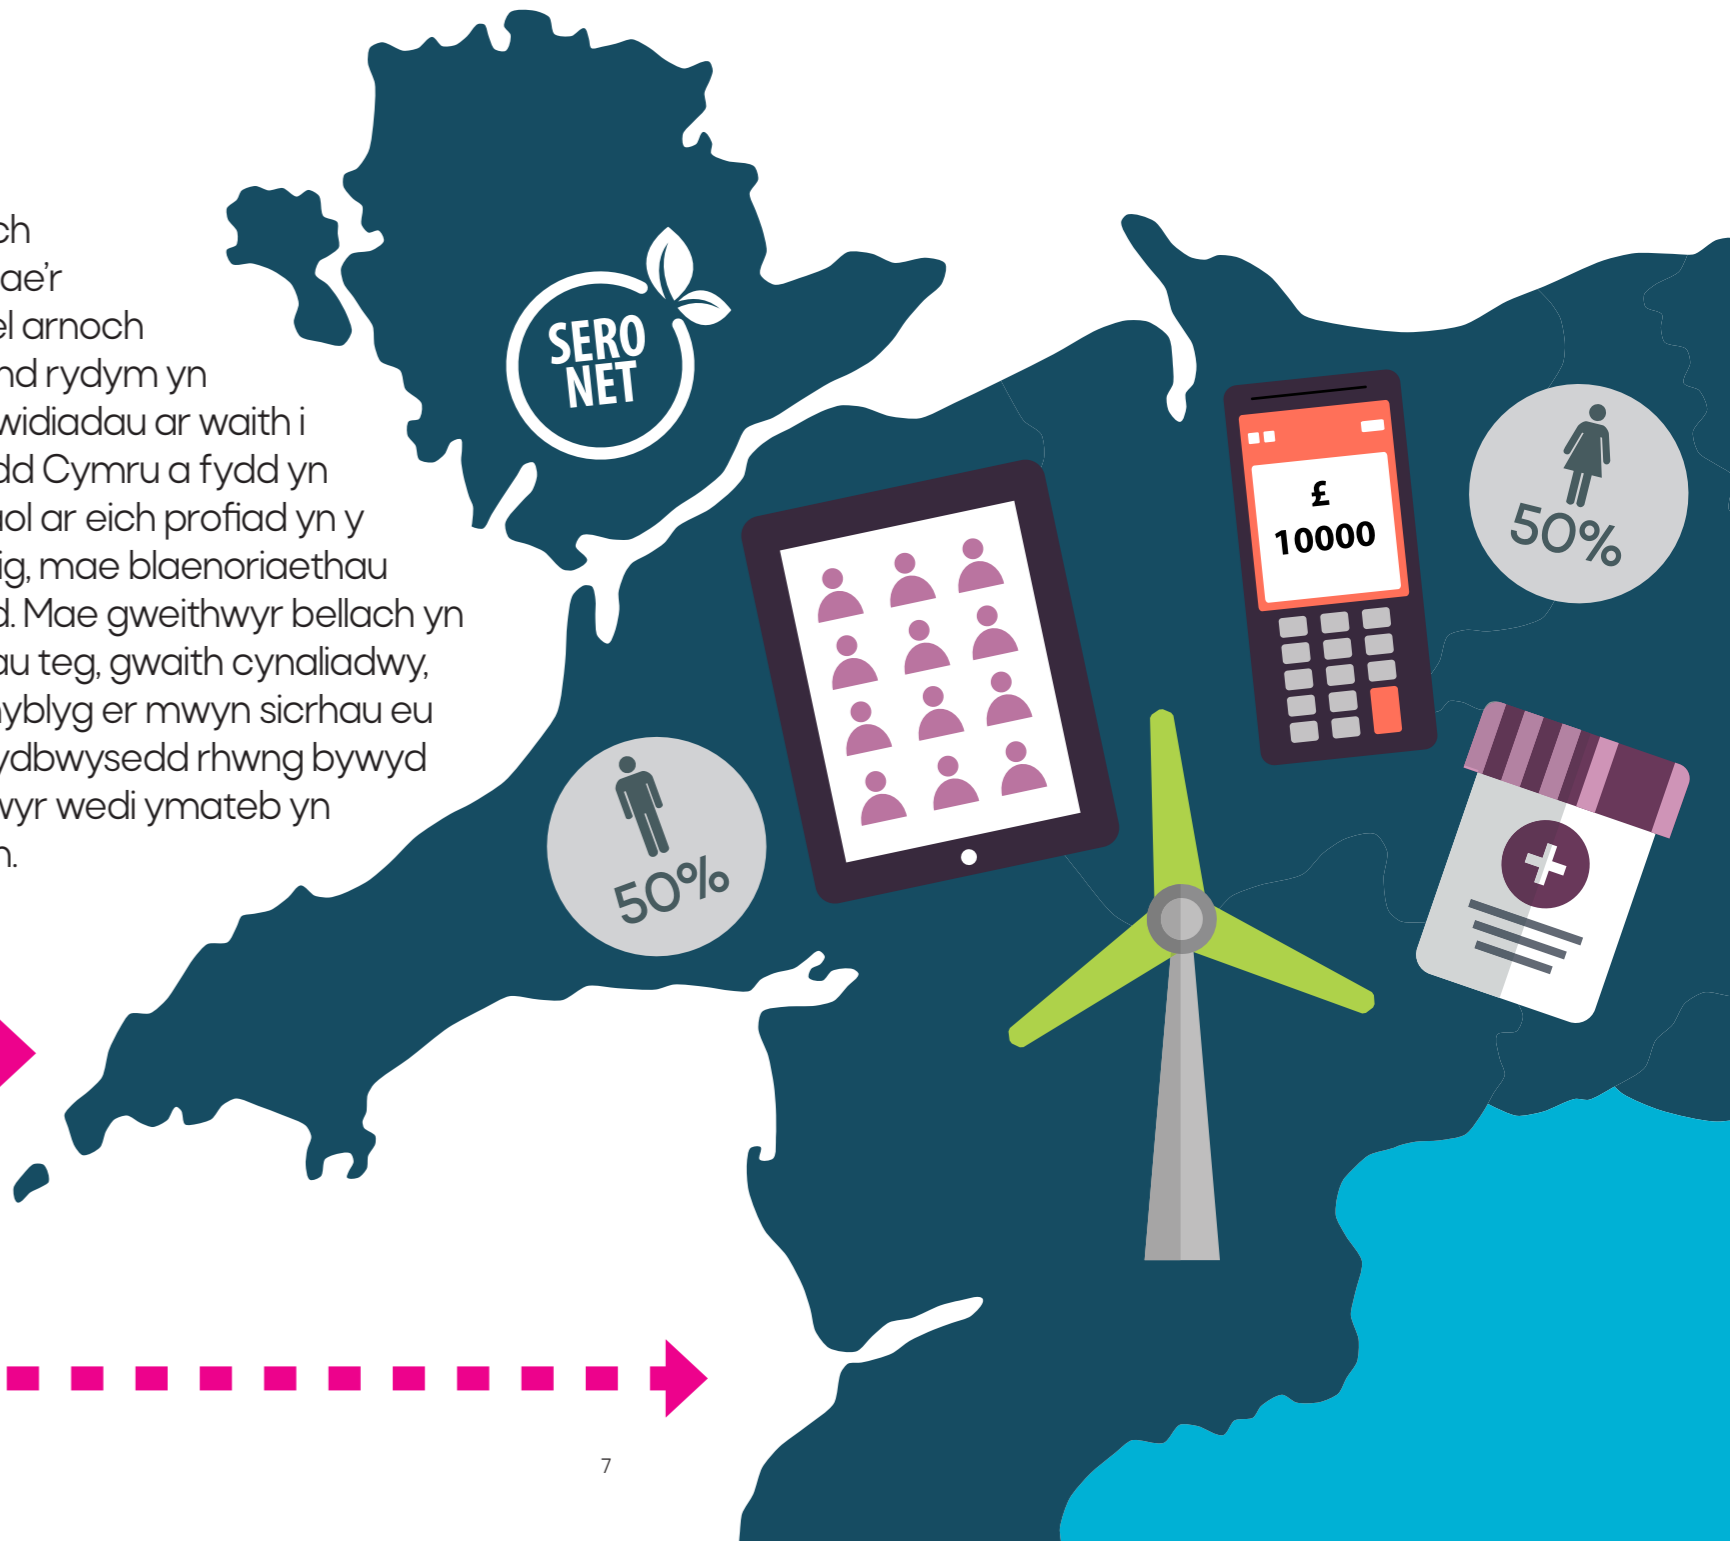 ch
ae'r
el arnoch
nd rydym yn
widiadau ar waith i
dd Cymru a fydd yn
uol ar eich profiad yn y
ig, mae blaenoriaethau
d. Mae gweithwyr bellach yn
au teg, gwaith cynaliadwy,
hyblyg er mwyn sicrhau eu
ydbwysedd rhwng bywyd
wyr wedi ymateb yn
n.
SERO
NET
£
10000
50%
50%
7